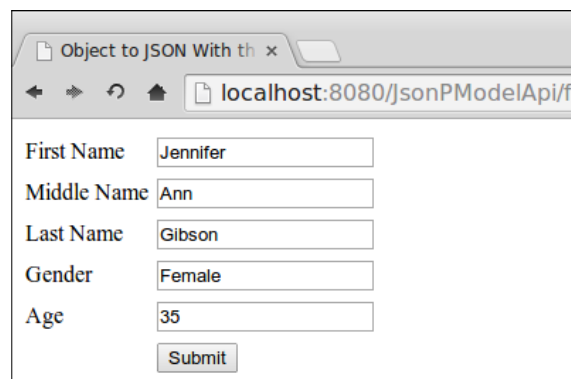 Object to JSON With th
localhost:8080/JsonPModelApi/f
First Name Jennifer
Middle Name Ann
Last Name Gibson
Gender Female
Age 35
Submit